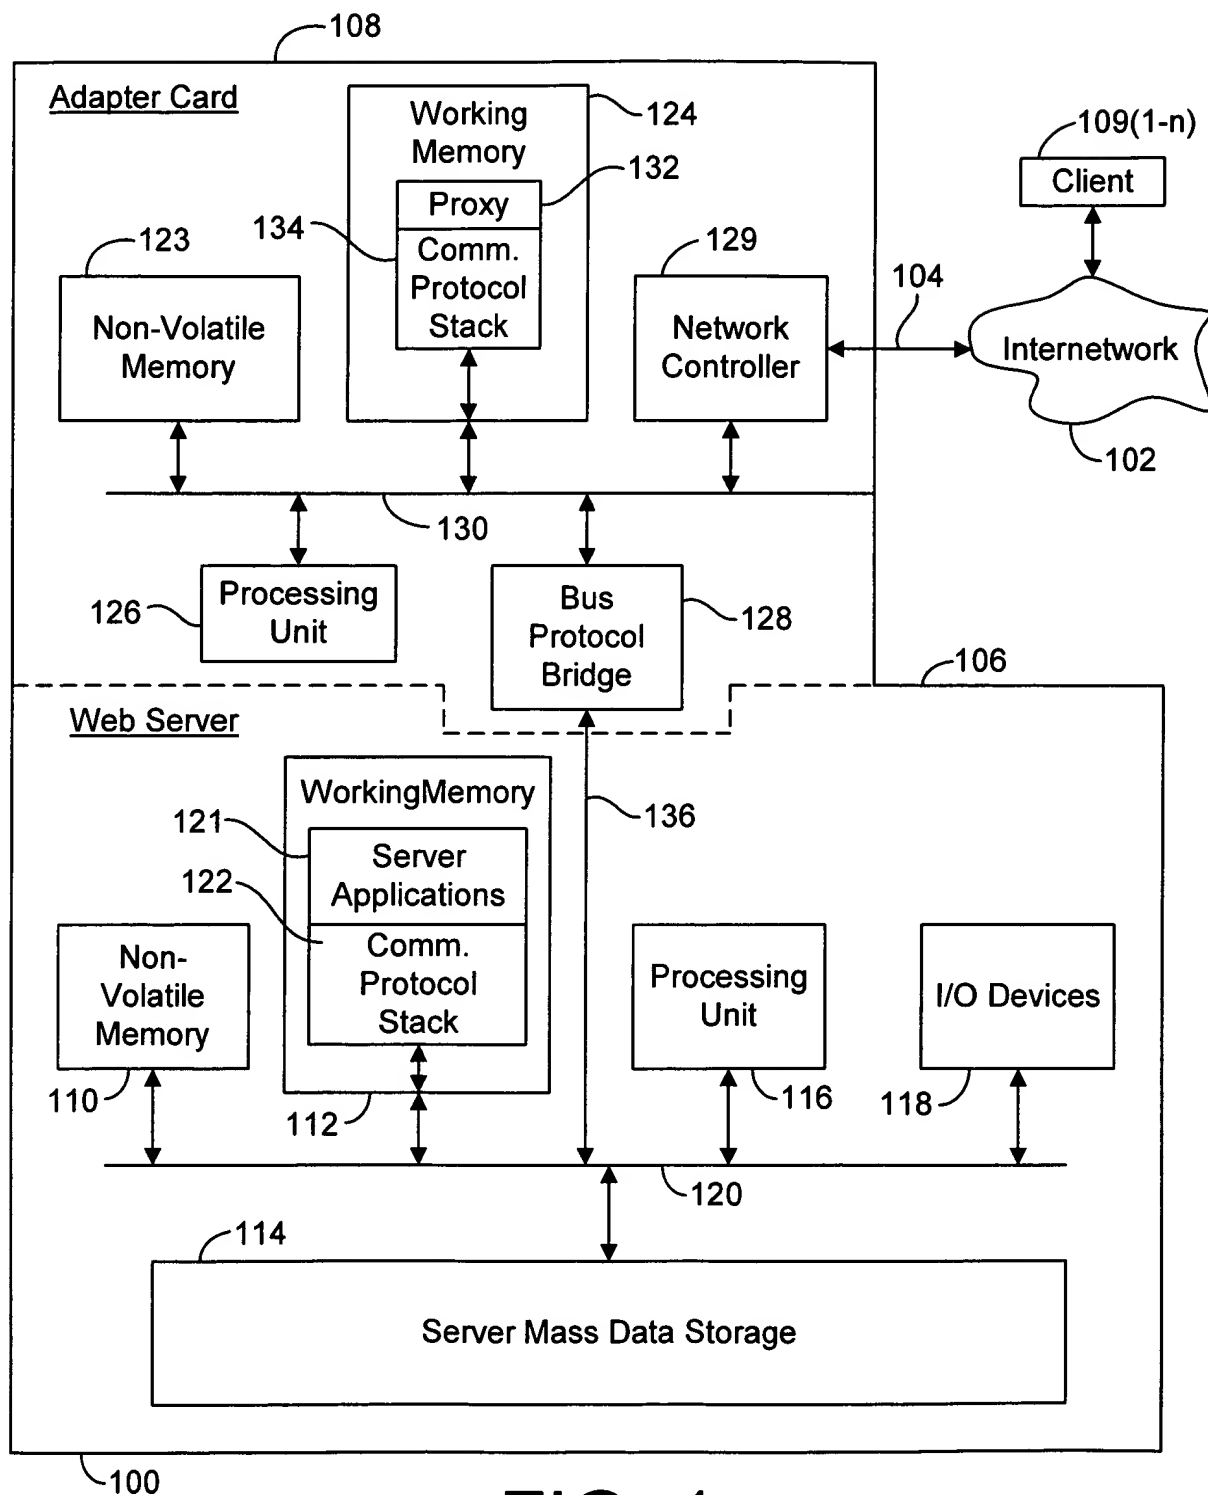 108
Adapter Card
Working
Memory
124
109(1-n)
Client
132
Proxy
134
Comm.
Protocol
Stack
123
Non-Volatile
Memory
129
Network
Controller
104
Internetwork
102
130
Processing
Unit
126
Bus
Protocol
Bridge
128
106
Web Server
WorkingMemory
136
121
Server
Applications
122
Comm.
Protocol
Stack
Non-
Volatile
Memory
110
112
Processing
Unit
116
I/O Devices
118
120
114
Server Mass Data Storage
100